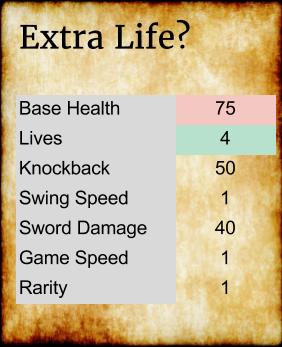 Extra Life?
Base Health 75
Lives 4
Knockback 50
Swing Speed 1
Sword Damage 40
Game Speed 1
Rarity 1